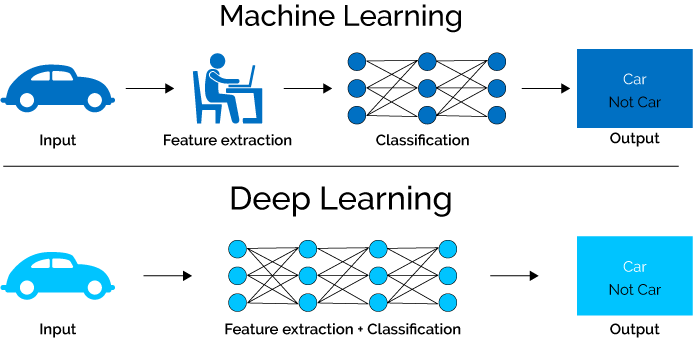 Machine Learning
Car
Not Car
Input
Feature extraction
Classification
Output
Deep Learning
Car
Not Car
Input
Feature extraction + Classification
Output